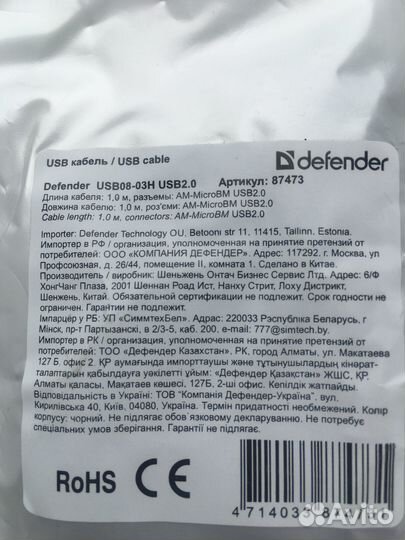 USB кабель / USB cable
defender
Defender USB08-03H USB2.0 Артикул: 87473
Длина кабеля: 1,0 м, разъемы: AM-MicroBM USB2.0
Довжина кабелю: 1,0 м, роз'єми: AM-MicroBM USB2.0
Cable length: 1.0 м, connectors: AM-MicroBM USB2.0
Importer: Defender Technology OU. Betooni str 11, 11415, Tallinn, Estonia.
Импортер в РФ / организация, уполномоченная на принятие претензий от
потребителей: ООО «КОМПАНИЯ ДЕФЕНДЕР». Адрес: 117292. г. Москва, ул
Профсоюзная, д. 26/44, помещение II, комната 1. Сделано в Китае.
Производитель / виробник: Шеньжень Онтач Бизнес Сервис Лтд. Адрес: 6/Ф
ХонгЧанг Плаза, 2001 Шеннан Роад Ист, Нанху Стрит, Лоху Дистрикт,
Шенжень, Китай. Обязательной сертификации не подлежит. Срок годности не
ограничен. Гарантии не подлежит.
Імпарцёр у РБ: УП «СиммтехБел». Адрас: 220033 Рэспубліка Беларусь, г
Мінск, пр-т Партызанскі, в 2/3-5, каб. 200. e-mail: 777@simtech.by.
Импортер в РК / организация, уполномоченная на принятие претензий от
потребителей: ТОО «Дефендер Казахстан». РК, город Алматы, ул. Макатаева
127 Б, офис 2. ҚР аумағында импорттаушы және тұтынушылардың кінәрат-
талаптарын қабылдауға уәкілетті ұйым: «Дефендер Қазақстан» ЖШС, ҚР.
Алматы қаласы, Мақатаев көшесі, 127Б, 2-ші офис. Кепілдік жатпайды.
Відповідальність в Україні: ТОВ "Компанія Дефендер-Україна". вул.
Кирилівська 40, Київ, 04080, Україна. Термін придатності необмежений. Колір
корпусу: чорний. Не підлягає обов'язковому декларуванню. Не потребує
спеціальних умов зберігання. Гарантії не підлягає.
RoHS CE
Avito